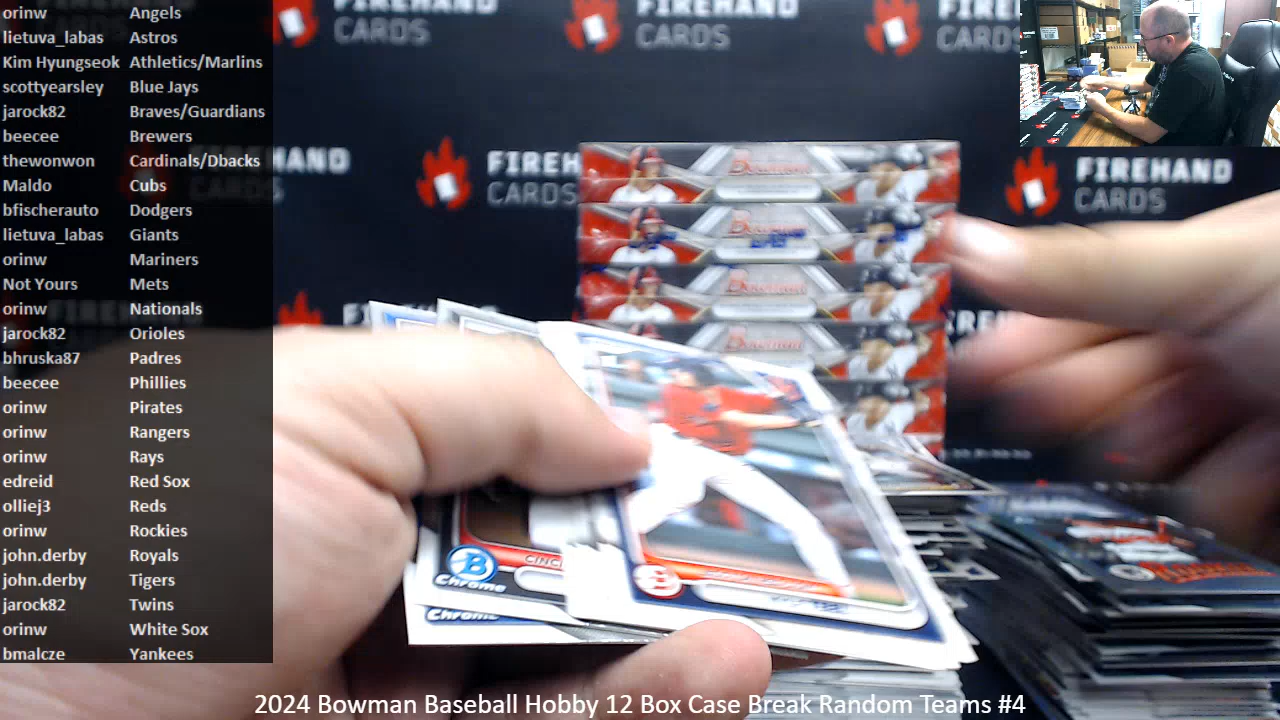 orinw Angels
lietuva_labas Astros
Kim Hyungseok Athletics/Marlins
scottyearsley Blue Jays
jarock82 Braves/Guardians
beecee Brewers
thewonwon Cardinals/Dbacks
Maldo Cubs
bfischerauto Dodgers
lietuva_labas Giants
orinw Mariners
Not Yours Mets
orinw Nationals
jarock82 Orioles
bhruska87 Padres
beecee Phillies
orinw Pirates
orinw Rangers
orinw Rays
edreid Red Sox
olliej3 Reds
orinw Rockies
john.derby Royals
john.derby Tigers
jarock82 Twins
orinw White Sox
bmalcze Yankees
FIREHAND
CARDS
FIREHAND
CARDS
FIRE
CARDS
FIREHAND
CARDS
FIREHAND
CARDS
Bowman
Bowman
Bowman
Bowman
B
Chrome
CINCI
Chrome
B
2024 Bowman Baseball Hobby 12 Box Case Break Random Teams #4